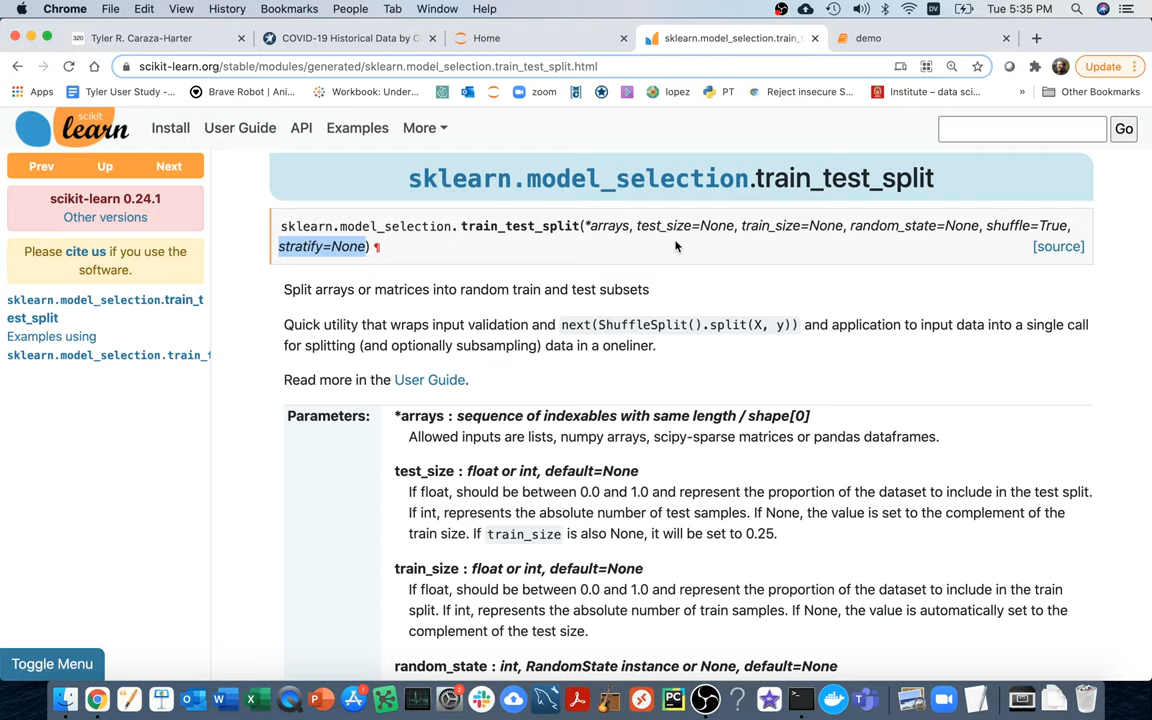 Chrome File Edit View History Bookmarks People Tab Window Help DV Tue 5:35 PM
320 Tyler R. Caraza-Harter COVID-19 Historical Data by C Home sklearn.model_selection.train_t demo
scikit-learn.org/stable/modules/generated/sklearn.model_selection.train_test_split.html Update
Apps Tyler User Study -... Brave Robot | Ani... Workbook: Under... zoom lopez PT Reject insecure S... Institute – data sci... » Other Bookmarks
scikit
learn Install User Guide API Examples More Go
Prev Up Next
scikit-learn 0.24.1
Other versions
Please cite us if you use the
software.
sklearn.model_selection.train_t
est_split
Examples using
sklearn.model_selection.train_t
sklearn.model_selection.train_test_split
sklearn.model_selection.train_test_split(*arrays, test_size=None, train_size=None, random_state=None, shuffle=True,
stratify=None) ¶ [source]
Split arrays or matrices into random train and test subsets
Quick utility that wraps input validation and next(ShuffleSplit().split(X, y)) and application to input data into a single call
for splitting (and optionally subsampling) data in a oneliner.
Read more in the User Guide.
Parameters: *arrays : sequence of indexables with same length / shape[0]
Allowed inputs are lists, numpy arrays, scipy-sparse matrices or pandas dataframes.
test_size : float or int, default=None
If float, should be between 0.0 and 1.0 and represent the proportion of the dataset to include in the test split.
If int, represents the absolute number of test samples. If None, the value is set to the complement of the
train size. If train_size is also None, it will be set to 0.25.
train_size : float or int, default=None
If float, should be between 0.0 and 1.0 and represent the proportion of the dataset to include in the train
split. If int, represents the absolute number of train samples. If None, the value is automatically set to the
complement of the test size.
random_state : int, RandomState instance or None, default=None
Toggle Menu